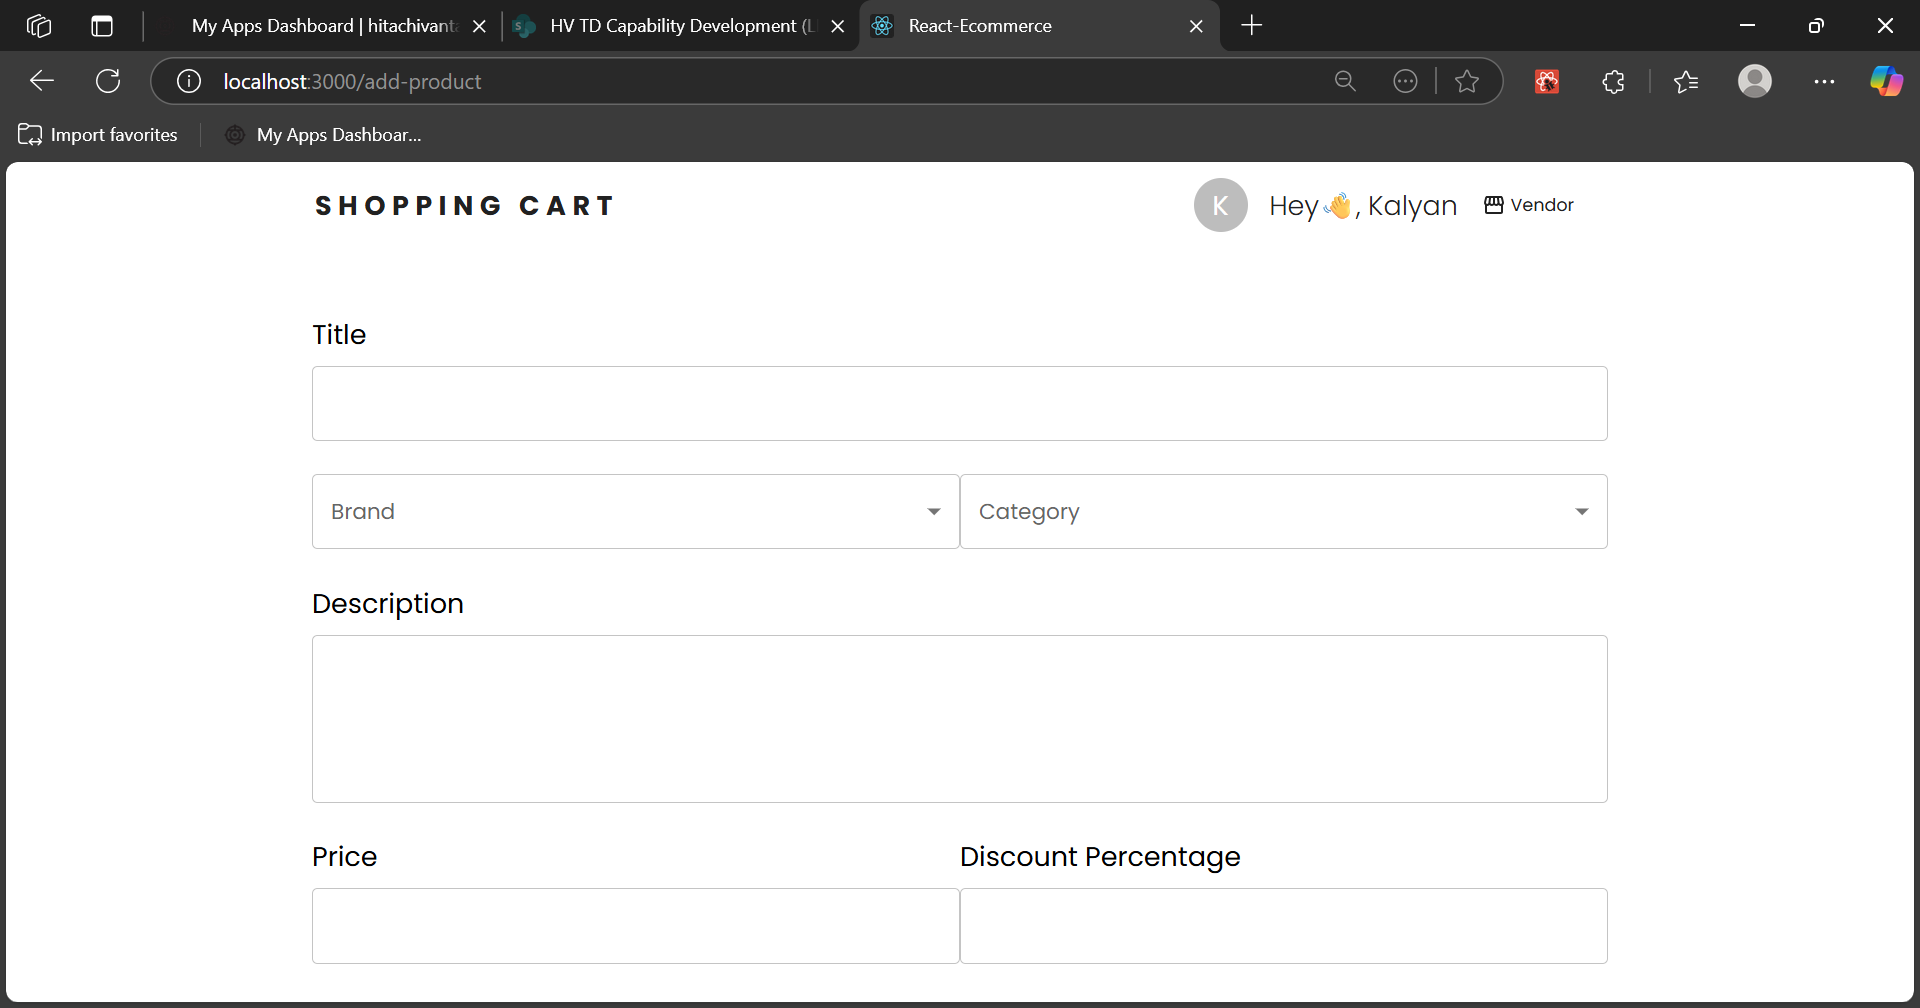 My Apps Dashboard | hitachivanta
HV TD Capability Development (L
React-Ecommerce
localhost:3000/add-product
Import favorites
My Apps Dashboar...
SHOPPING CART
K
Hey👋, Kalyan
Vendor
Title
Brand
Category
Description
Price
Discount Percentage